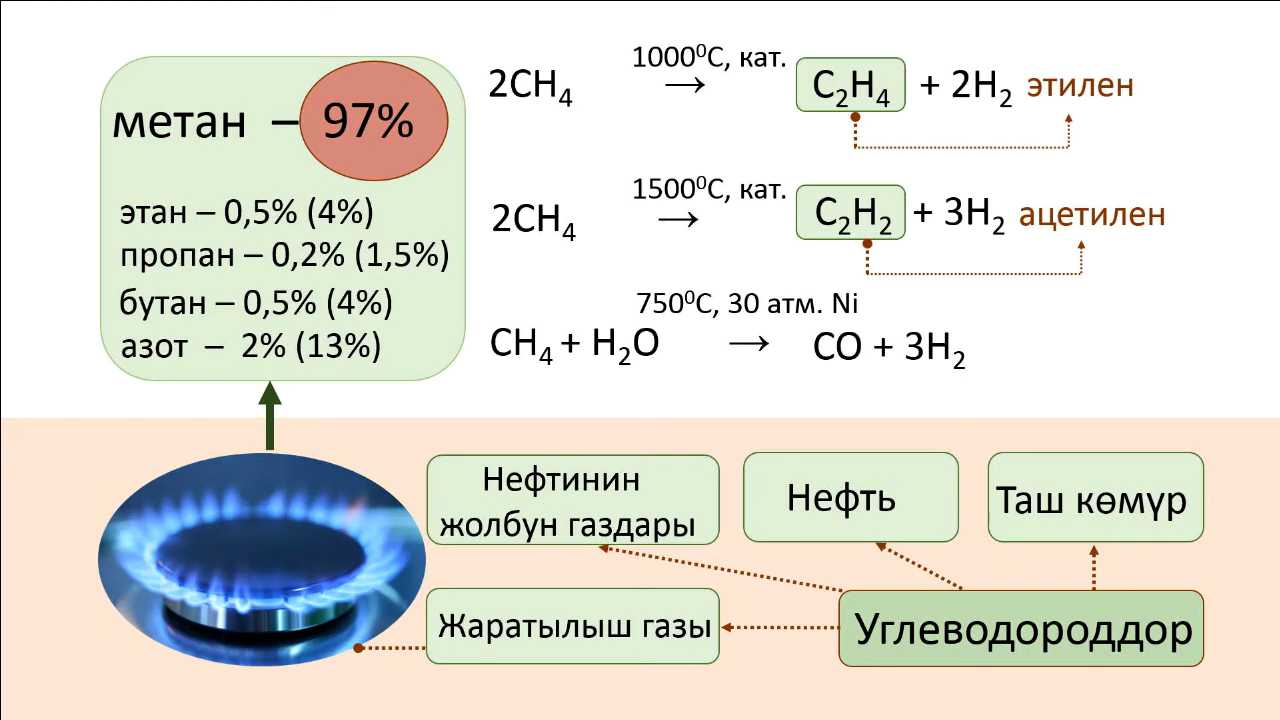 метан – 97%
этан – 0,5% (4%)
пропан – 0,2% (1,5%)
бутан – 0,5% (4%)
азот – 2% (13%)
1000⁰C, кат.
2CH₄ → C₂H₄ + 2H₂ этилен
1500⁰C, кат.
2CH₄ → C₂H₂ + 3H₂ ацетилен
750⁰C, 30 атм. Ni
CH₄ + H₂O → CO + 3H₂
Нефтинин
жолбун газдары
Нефть
Таш көмүр
Жаратылыш газы
Углеводороддор